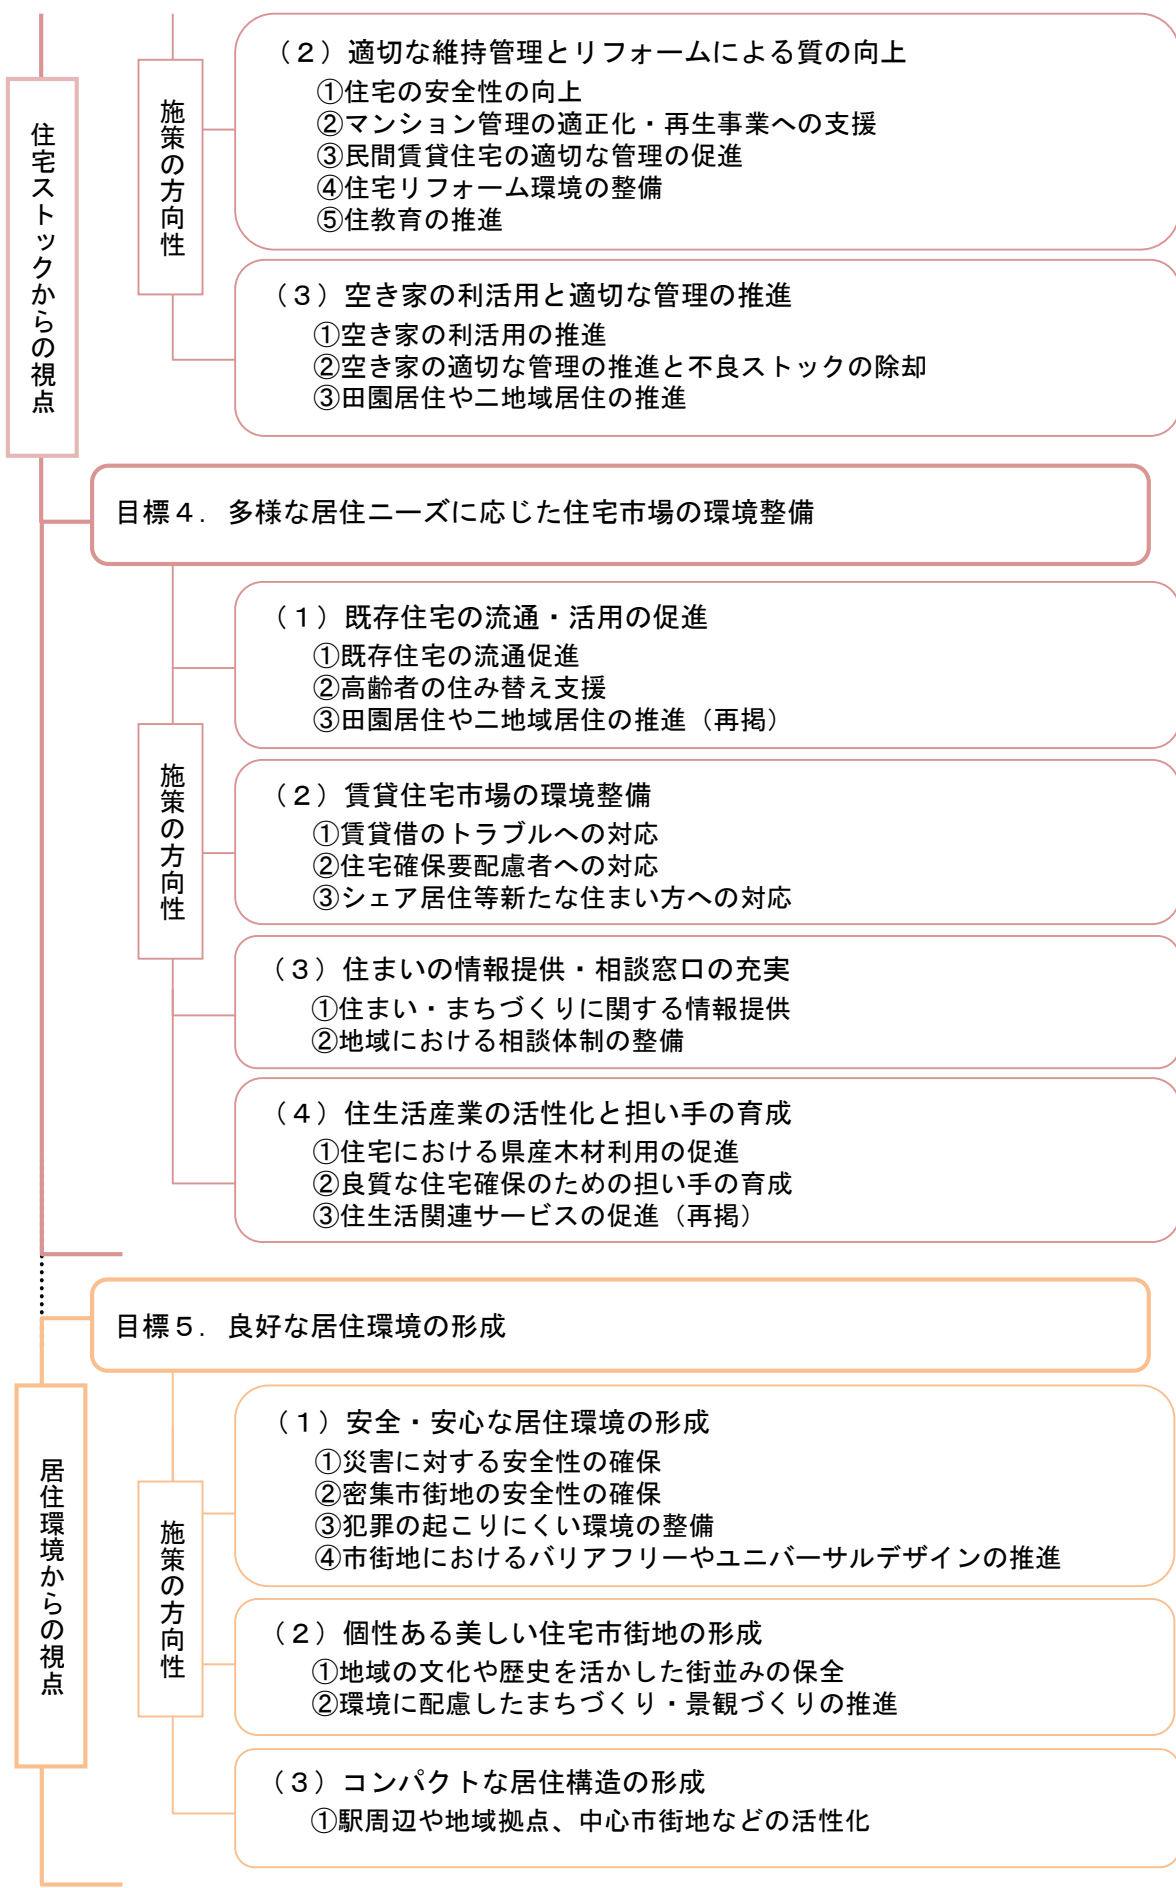 住宅ストックからの視点
施策の方向性
（２）適切な維持管理とリフォームによる質の向上
①住宅の安全性の向上
②マンション管理の適正化・再生事業への支援
③民間賃貸住宅の適切な管理の促進
④住宅リフォーム環境の整備
⑤住教育の推進
（３）空き家の利活用と適切な管理の推進
①空き家の利活用の推進
②空き家の適切な管理の推進と不良ストックの除却
③田園居住や二地域居住の推進
目標４．多様な居住ニーズに応じた住宅市場の環境整備
施策の方向性
（１）既存住宅の流通・活用の促進
①既存住宅の流通促進
②高齢者の住み替え支援
③田園居住や二地域居住の推進（再掲）
（２）賃貸住宅市場の環境整備
①賃貸借のトラブルへの対応
②住宅確保要配慮者への対応
③シェア居住等新たな住まい方への対応
（３）住まいの情報提供・相談窓口の充実
①住まい・まちづくりに関する情報提供
②地域における相談体制の整備
（４）住生活産業の活性化と担い手の育成
①住宅における県産木材利用の促進
②良質な住宅確保のための担い手の育成
③住生活関連サービスの促進（再掲）
目標５．良好な居住環境の形成
居住環境からの視点
施策の方向性
（１）安全・安心な居住環境の形成
①災害に対する安全性の確保
②密集市街地の安全性の確保
③犯罪の起こりにくい環境の整備
④市街地におけるバリアフリーやユニバーサルデザインの推進
（２）個性ある美しい住宅市街地の形成
①地域の文化や歴史を活かした街並みの保全
②環境に配慮したまちづくり・景観づくりの推進
（３）コンパクトな居住構造の形成
①駅周辺や地域拠点、中心市街地などの活性化